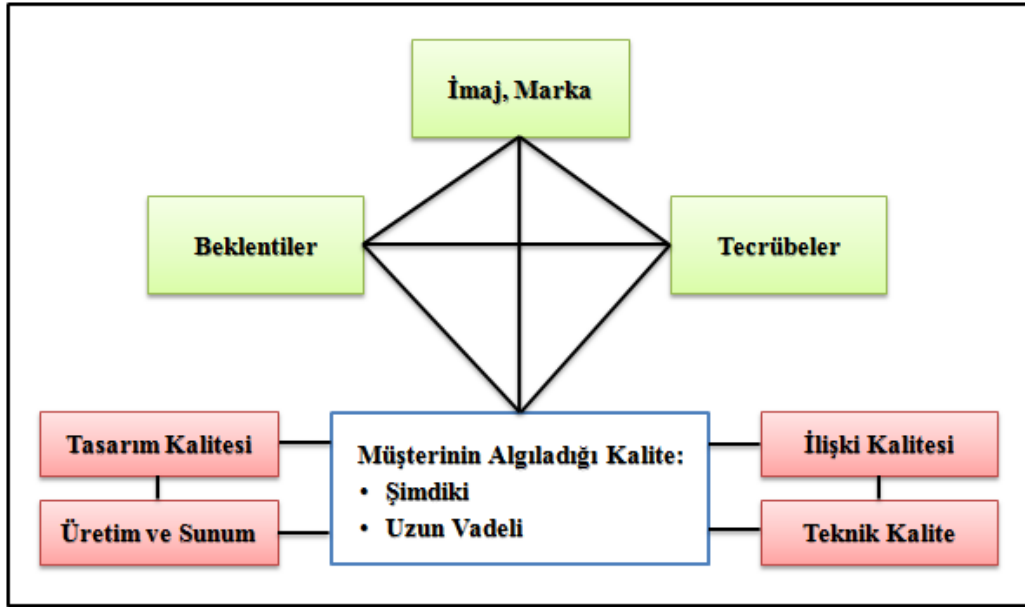 İmaj, Marka
Beklentiler
Tecrübeler
Tasarım Kalitesi
Üretim ve Sunum
Müşterinin Algıladığı Kalite:
• Şimdiki
• Uzun Vadeli
İlişki Kalitesi
Teknik Kalite